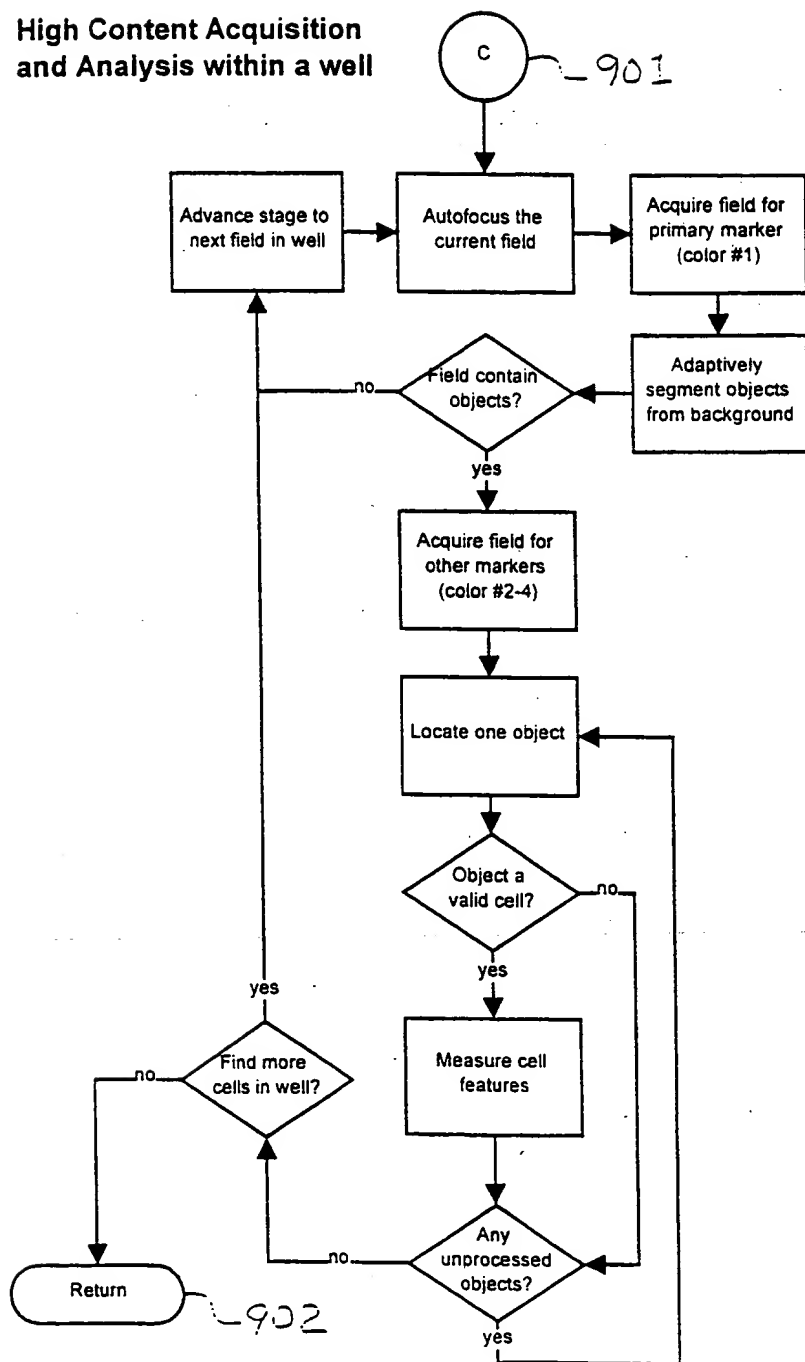 High Content Acquisition
and Analysis within a well
C
901
Advance stage to
next field in well
Autofocus the
current field
Acquire field for
primary marker
(color #1)
Adaptively
segment objects
from background
Field contain
objects?
no
yes
Acquire field for
other markers
(color #2-4)
Locate one object
Object a
valid cell?
no
yes
Measure cell
features
yes
Find more
cells in well?
no
Any
unprocessed
objects?
no
yes
Return
902